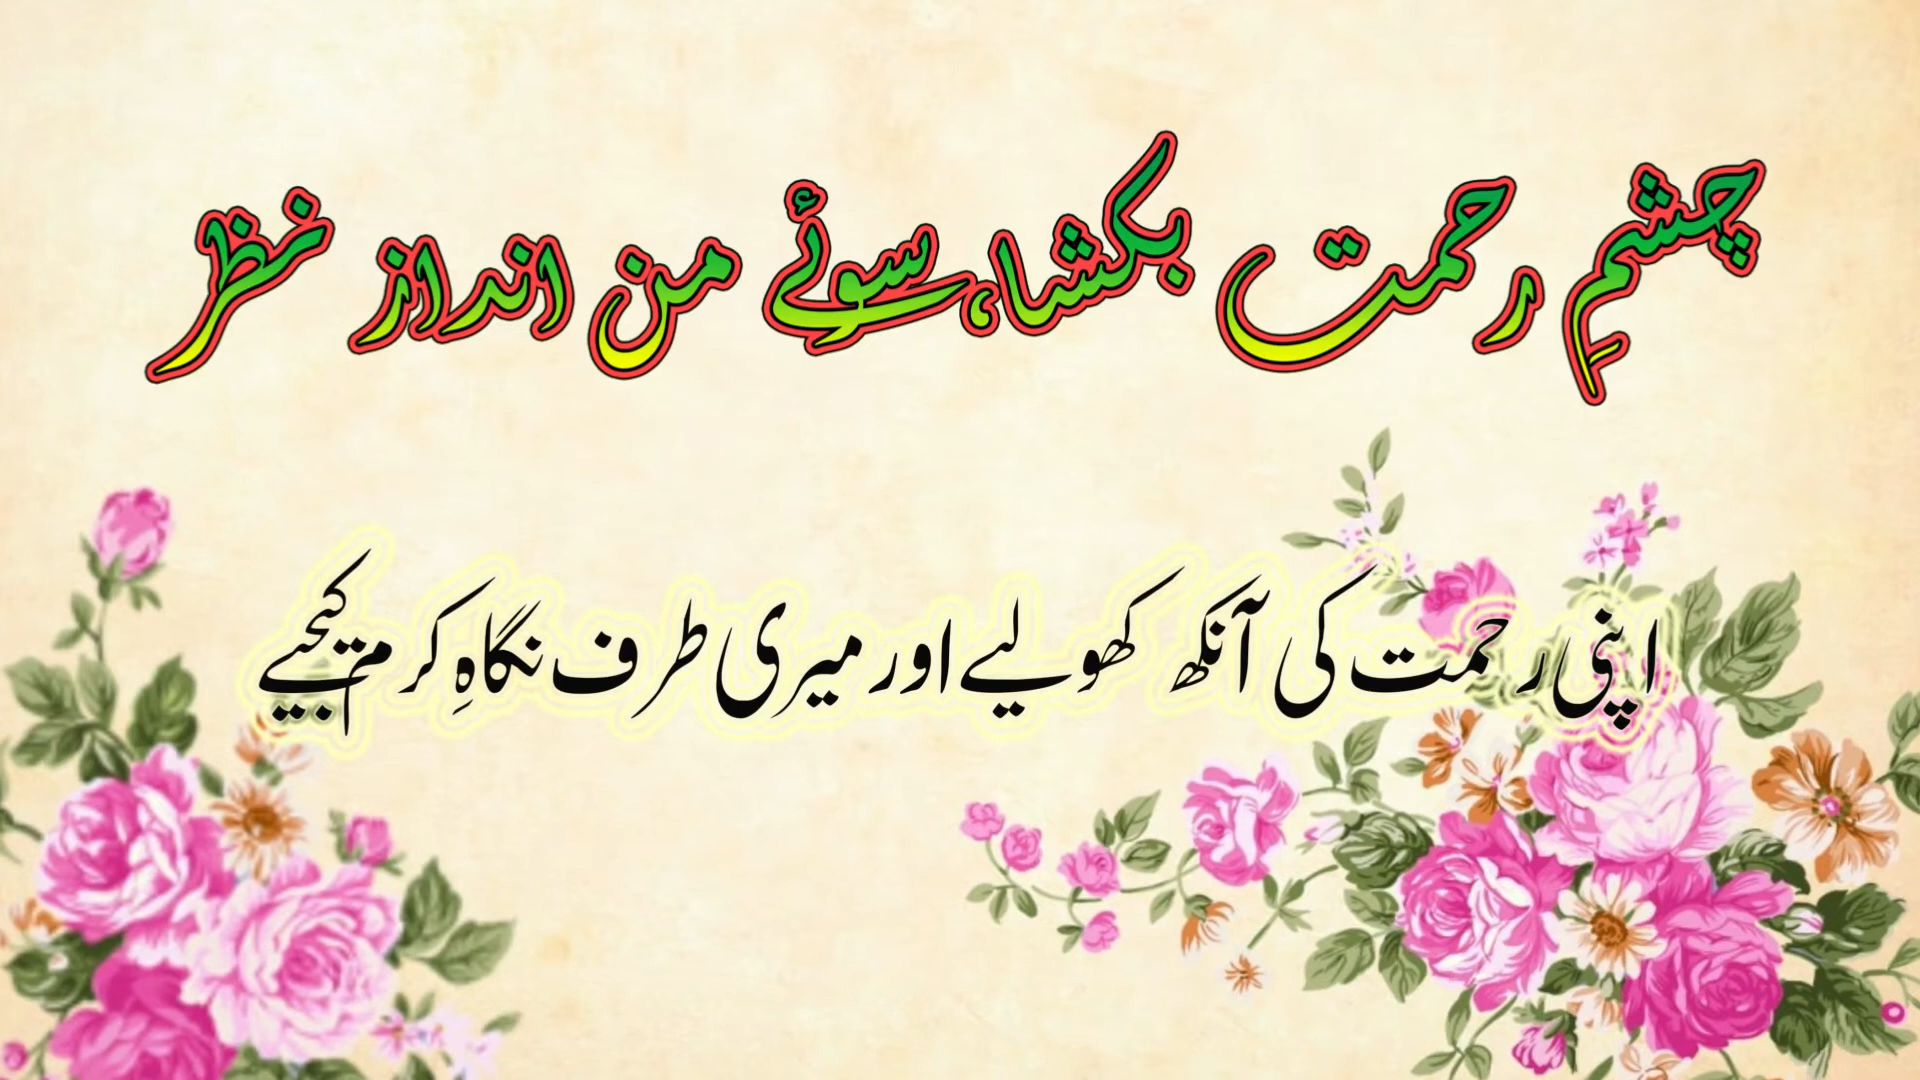 چشمِ رحمت بکشا،سوئے من انداز نظر
اپنی رحمت کی آنکھ کھولیے اور میری طرف نگاہِ کرم کیجیے